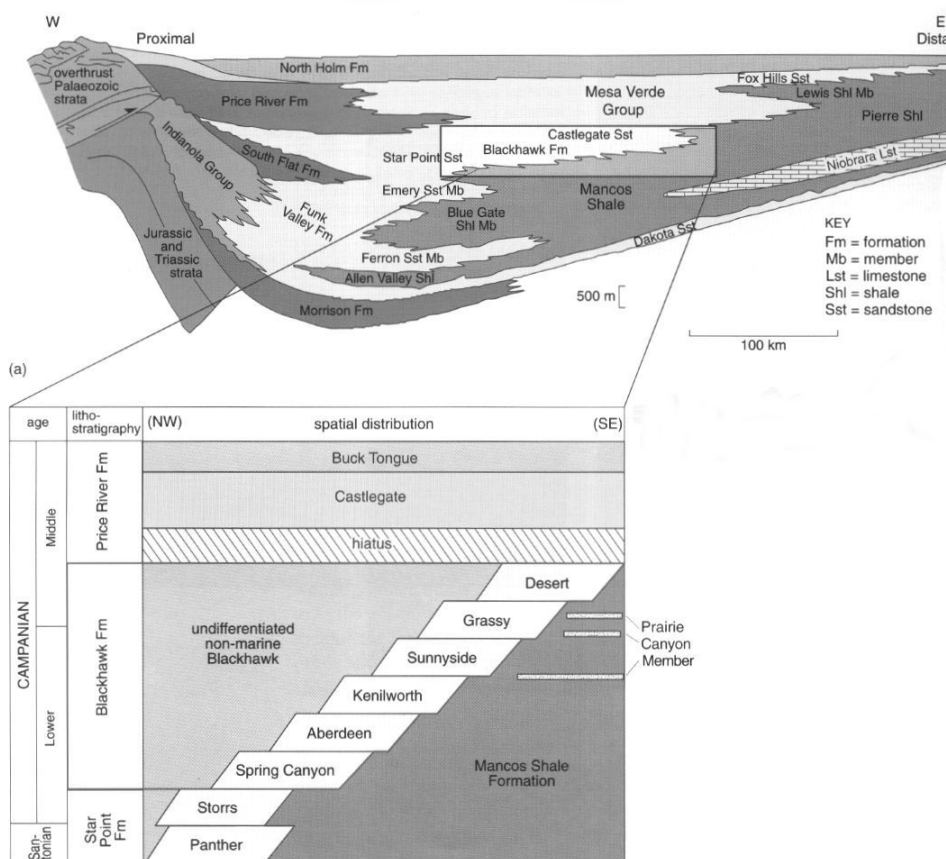 W
E
Proximal
Dista
North Holm Fm
overthrust
Palaeozoic
strata
Fox Hills Sst
Price River Fm
Mesa Verde
Group
Lewis Shl Mb
Pierre Shl
Indianola Group
South Flat Fm
Castlegate Sst
Blackhawk Fm
Star Point Sst
Niobrara Lst
Emery Sst Mb
Mancos
Shale
Funk
Valley Fm
Blue Gate
Shl Mb
Jurassic
and
Triassic
strata
Dakota Sst
Ferron Sst Mb
Allen Valley Shl
Morrison Fm
500 m
100 km
KEY
Fm = formation
Mb = member
Lst = limestone
Shl = shale
Sst = sandstone
(a)
age
litho-
stratigraphy
(NW)
spatial distribution
(SE)
CAMPANIAN
Middle
Lower
San-
tonian
Price River Fm
Blackhawk Fm
Star
Point
Fm
Buck Tongue
Castlegate
hiatus
Desert
Grassy
Prairie
Canyon
Member
undifferentiated
non-marine
Blackhawk
Sunnyside
Kenilworth
Aberdeen
Spring Canyon
Mancos Shale
Formation
Storrs
Panther